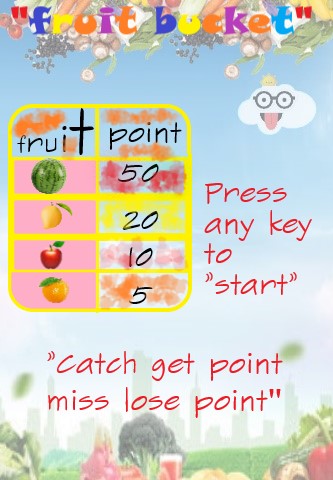 "fruit bucket"
fruit point
50
20
10
5
Press
any key
to
"start"
"Catch get point
miss lose point"